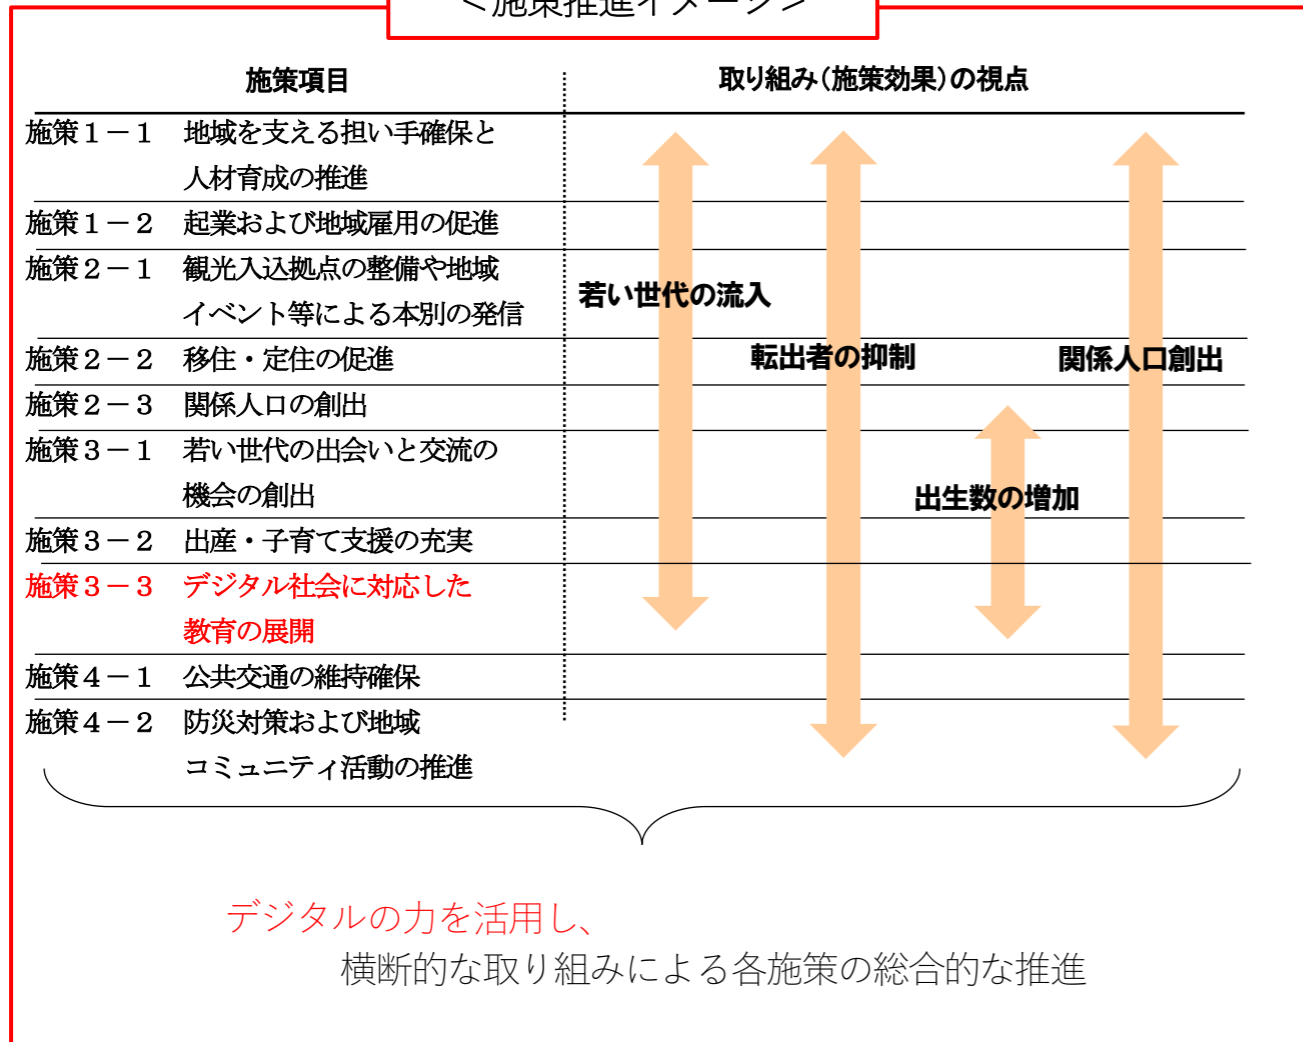 ＜施策推進イメージ＞
施策項目
取り組み（施策効果）の視点
施策１－１　地域を支える担い手確保と
人材育成の推進
施策１－２　起業および地域雇用の促進
施策２－１　観光入込拠点の整備や地域
イベント等による本別の発信
施策２－２　移住・定住の促進
施策２－３　関係人口の創出
施策３－１　若い世代の出会いと交流の
機会の創出
施策３－２　出産・子育て支援の充実
施策３－３　デジタル社会に対応した
教育の展開
施策４－１　公共交通の維持確保
施策４－２　防災対策および地域
コミュニティ活動の推進
若い世代の流入
転出者の抑制
関係人口創出
出生数の増加
デジタルの力を活用し、
横断的な取り組みによる各施策の総合的な推進